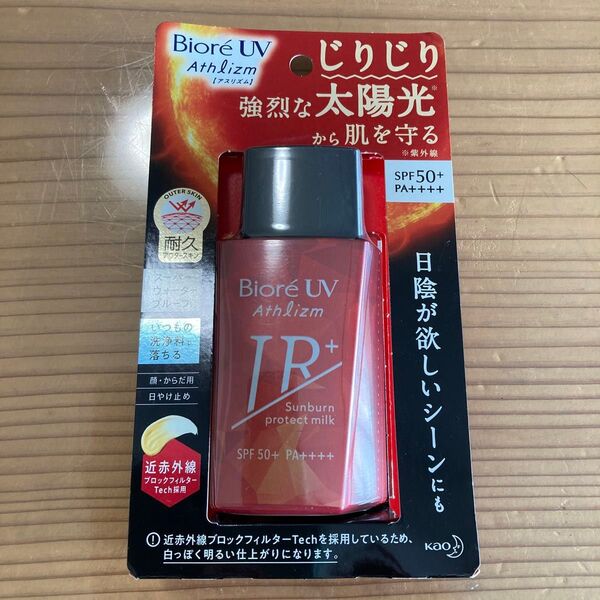 Bioré UV
Athlizm
【アスリズム】
じりじり
強烈な太陽光※
から肌を守る
※紫外線
SPF50+
PA++++
OUTER SKIN
耐久
アウタースキン
スーパー
ウォーター
プルーフ
いつもの
洗浄料で
落ちる
顔・からだ用
日やけ止め
近赤外線
ブロックフィルター
Tech採用
日陰が欲しいシーンにも
Bioré UV
Athlizm
IR+
Sunburn
protect milk
SPF 50+ PA++++
近赤外線ブロックフィルターTechを採用しているため、
白っぽく明るい仕上がりになります。
Kao